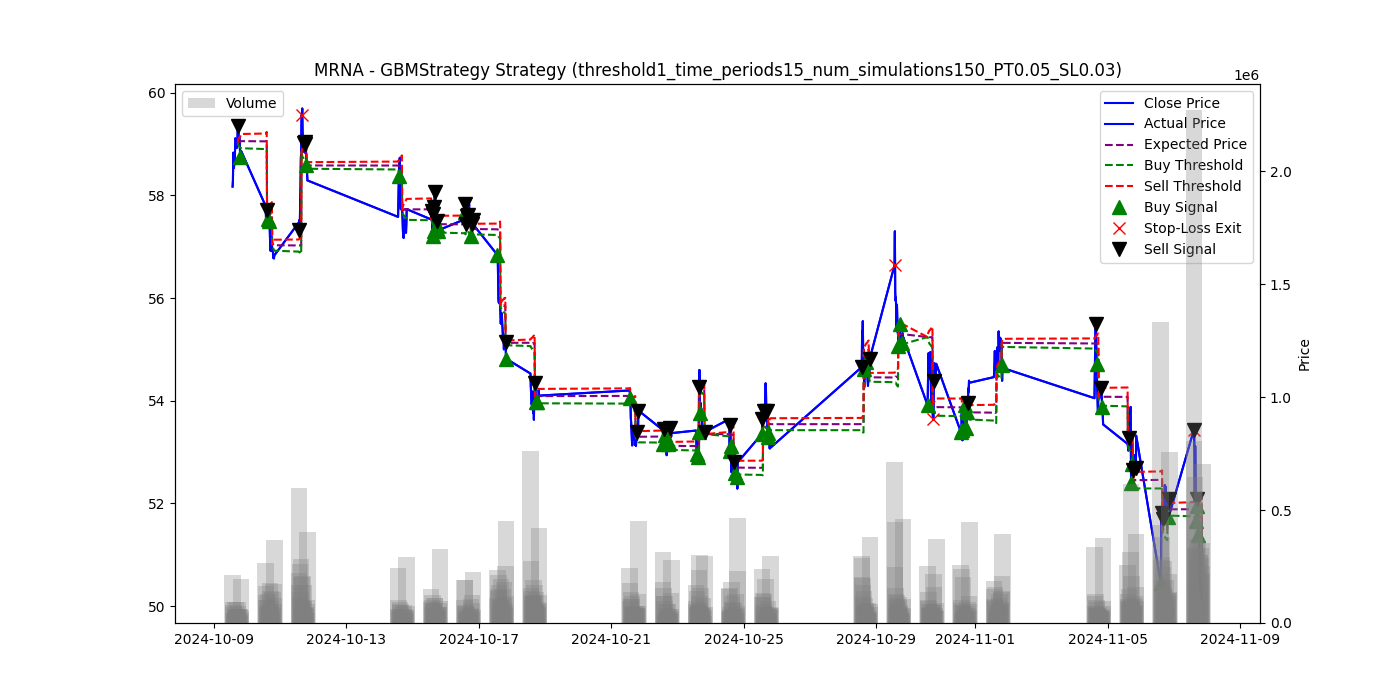 MRNA - GBMStrategy Strategy (threshold1_time_periods15_num_simulations150_PT0.05_SL0.03)
1e6
Volume
Close Price
Actual Price
Expected Price
Buy Threshold
Sell Threshold
Buy Signal
Stop-Loss Exit
Sell Signal
60
58
56
54
52
50
2.0
1.5
1.0
0.5
0.0
Price
2024-10-09 2024-10-13 2024-10-17 2024-10-21 2024-10-25 2024-10-29 2024-11-01 2024-11-05 2024-11-09